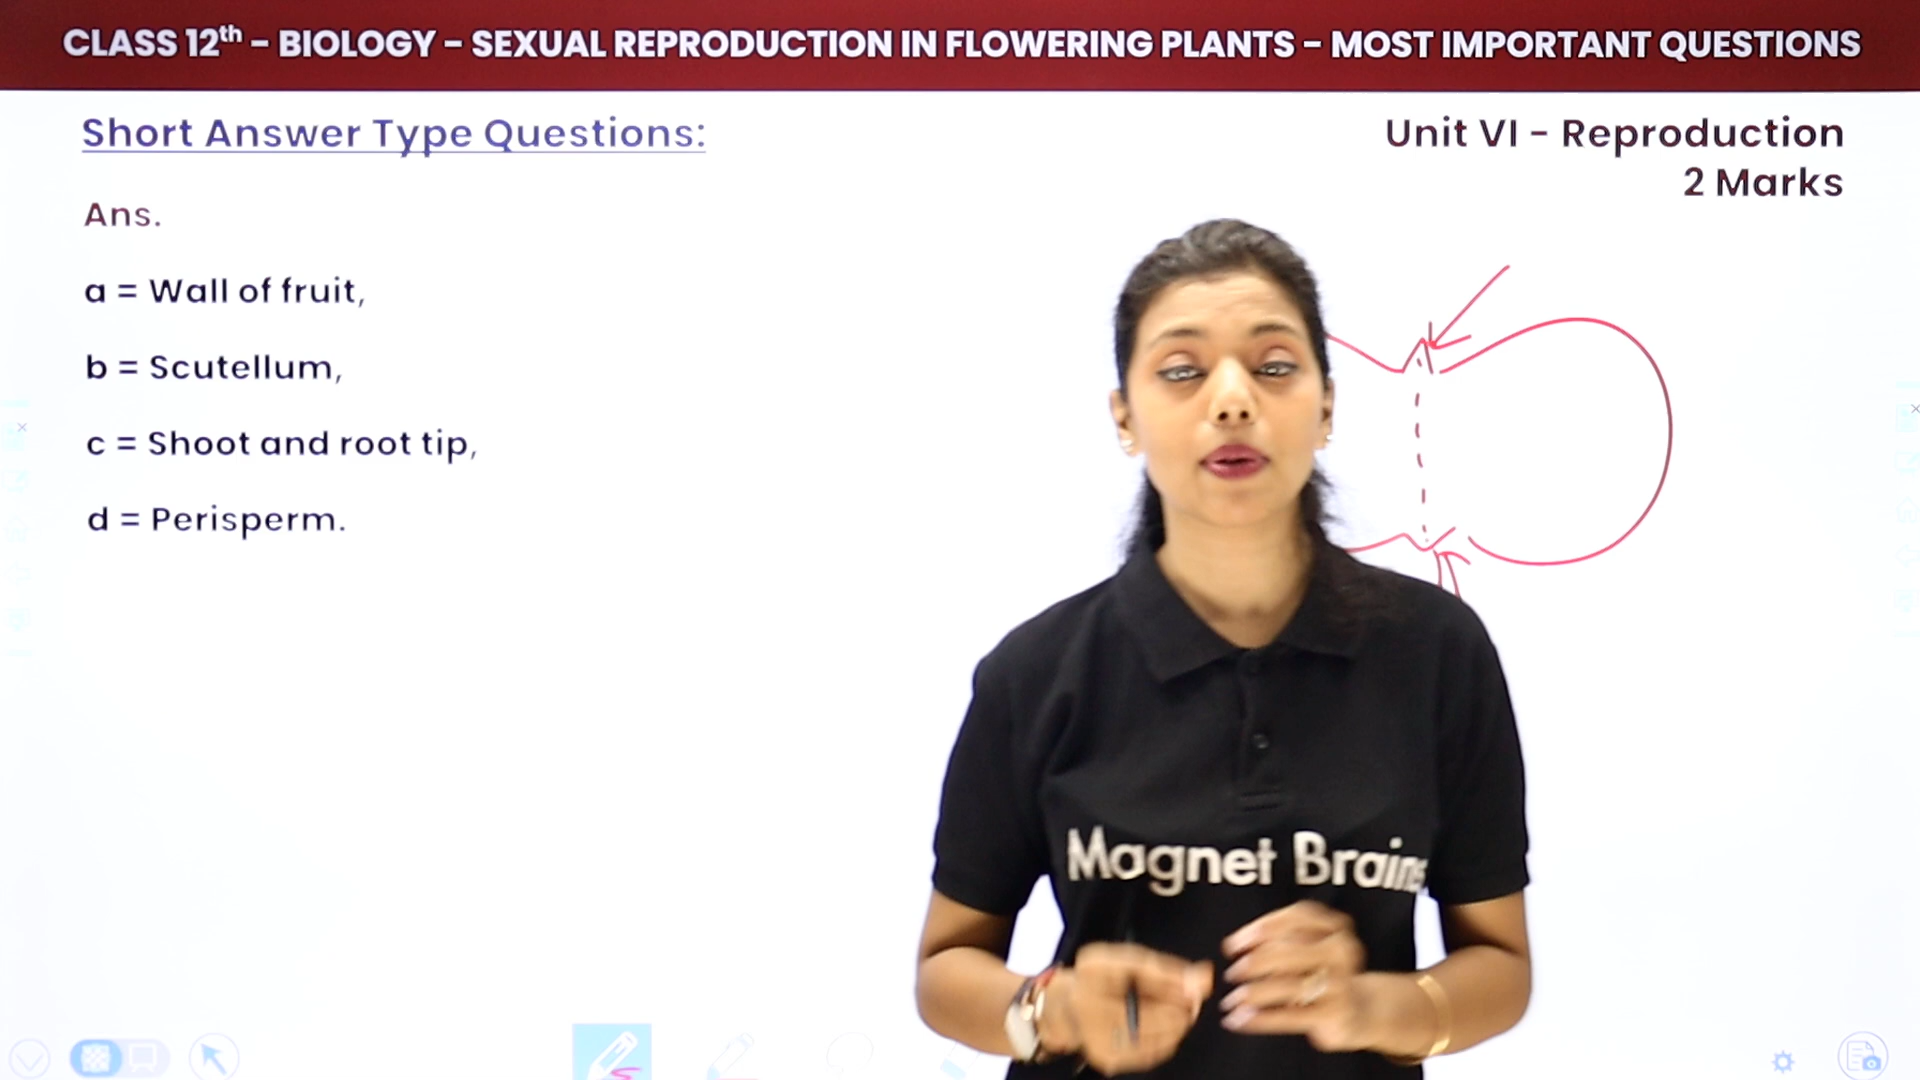 CLASS 12th – BIOLOGY – SEXUAL REPRODUCTION IN FLOWERING PLANTS – MOST IMPORTANT QUESTIONS
Short Answer Type Questions:
Unit VI – Reproduction
2 Marks
Ans.
a = Wall of fruit,
b = Scutellum,
c = Shoot and root tip,
d = Perisperm.
Magnet Brains